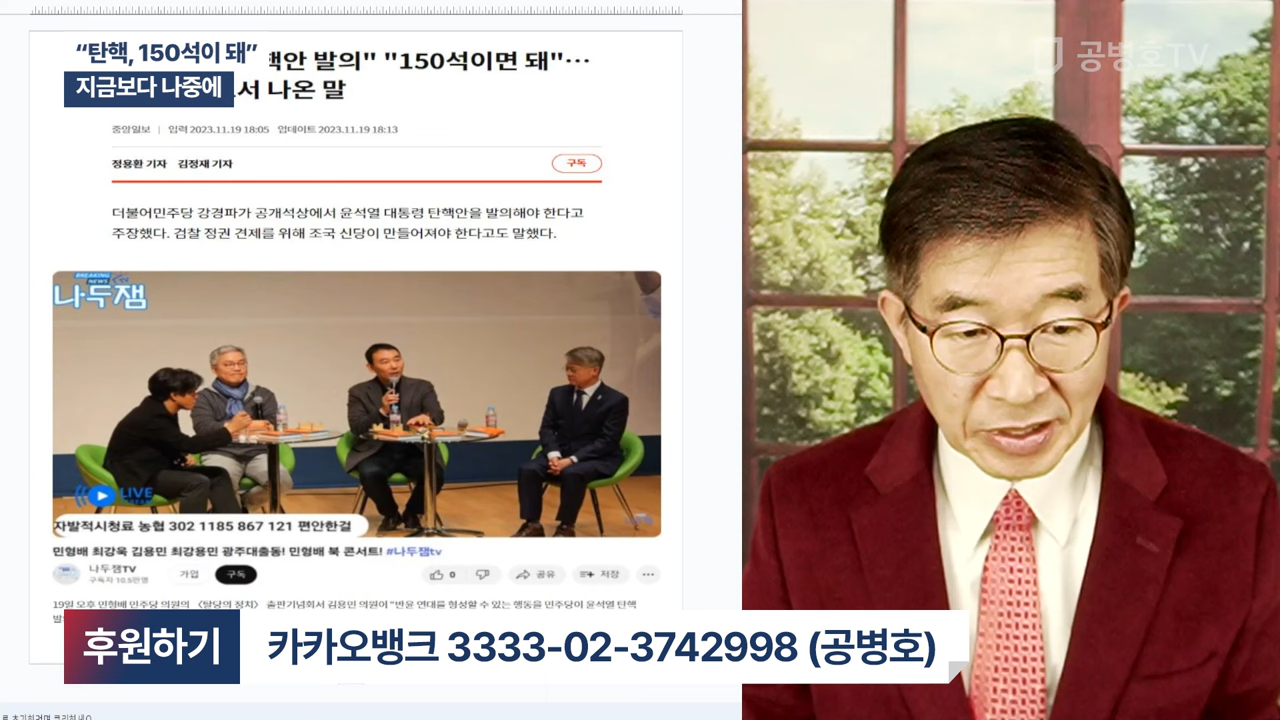 “탄핵, 150석이 돼”
지금보다 나중에
핵안 발의" "150석이면 돼"…
서 나온 말
중앙일보 | 입력 2023.11.19 18:05 업데이트 2023.11.19 18:13
정용환 기자 김정재 기자
구독
더불어민주당 강경파가 공개석상에서 윤석열 대통령 탄핵안을 발의해야 한다고
주장했다. 검찰 정권 견제를 위해 조국 신당이 만들어져야 한다고도 말했다.
BREAKING NEWS
나두잼
LIVE
자발적시청료 농협 302 1185 867 121 편안한걸
민형배 최강욱 김용민 최강용민 광주대출동! 민형배 북 콘서트! #나두잼tv
나두잼TV
구독자 10.5만명
가입
구독
0
공유
저장
19일 오후 민형배 민주당 의원의 〈탈당의 정치〉 출판기념회서 김용민 의원이 "반윤 연대를 형성할 수 있는 행동을 민주당이 윤석열 탄핵
후원하기
카카오뱅크 3333-02-3742998 (공병호)
공병호TV